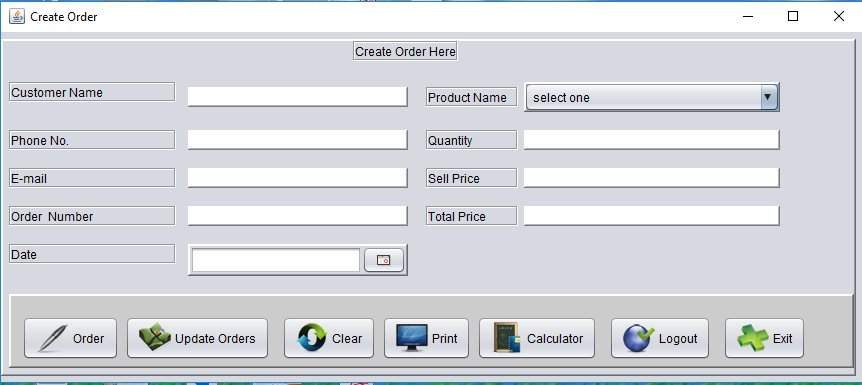 Create Order
Create Order Here
Customer Name
Product Name
select one
Phone No.
Quantity
E-mail
Sell Price
Order Number
Total Price
Date
Order
Update Orders
Clear
Print
Calculator
Logout
Exit